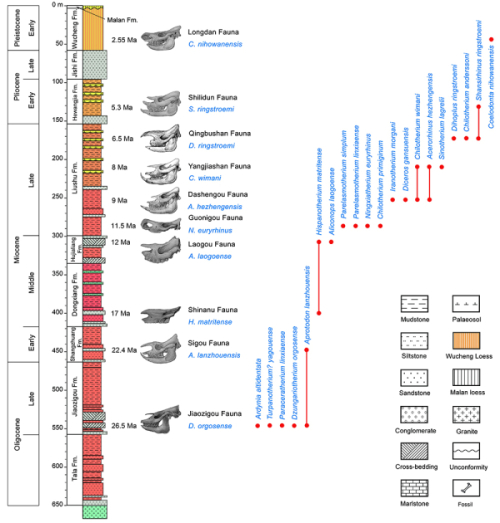 Pleistocene
Early
Wucheng Fm.
Malan Fm.
0
50
100
150
200
250
300
350
400
450
500
550
600
650
Pliocene
Late
Early
Jishi Fm.
Hewangjia Fm.
Miocene
Late
Middle
Early
Liushu Fm.
Hujialiang Fm.
Dongxiang Fm.
Shangzhuang Fm.
Oligocene
Late
Jiaozigou Fm.
Tala Fm.
2.55 Ma
Longdan Fauna
C. nihowanensis
5.3 Ma
Shilidun Fauna
S. ringstroemi
6.5 Ma
Qingbushan Fauna
D. ringstroemi
8 Ma
Yangjiashan Fauna
C. wimani
9 Ma
Dashengou Fauna
A. hezhengensis
11.5 Ma
Guonigou Fauna
N. euryrhinus
12 Ma
Laogou Fauna
A. laogoense
17 Ma
Shinanu Fauna
H. matritense
22.4 Ma
Sigou Fauna
A. lanzhouensis
26.5 Ma
Jiaozigou Fauna
D. orgosense
Ardynia altidentata
Turpanotherium? yagouense
Paraceratherium linxiaense
Dzungariotherium orgosense
Aprotodon lanzhouensis
Hispanotherium matritense
Alicornops laogouense
Parelasmotherium simplum
Parelasmotherium linxiaense
Ningxiatherium euryrhinus
Chilotherium primigenium
Iranotherium morgani
Diceros gansuensis
Chilotherium wimani
Acerorhinus hezhengensis
Sinotherium lagrelii
Dihoplus ringstroemi
Chilotherium anderssoni
Shansirhinus ringstroemi
Coelodonta nihowanensis
Mudstone
Palaeosol
Siltstone
Wucheng Loess
Sandstone
Malan loess
Conglomerate
Granite
Cross-bedding
Unconformity
Marlstone
Fossil